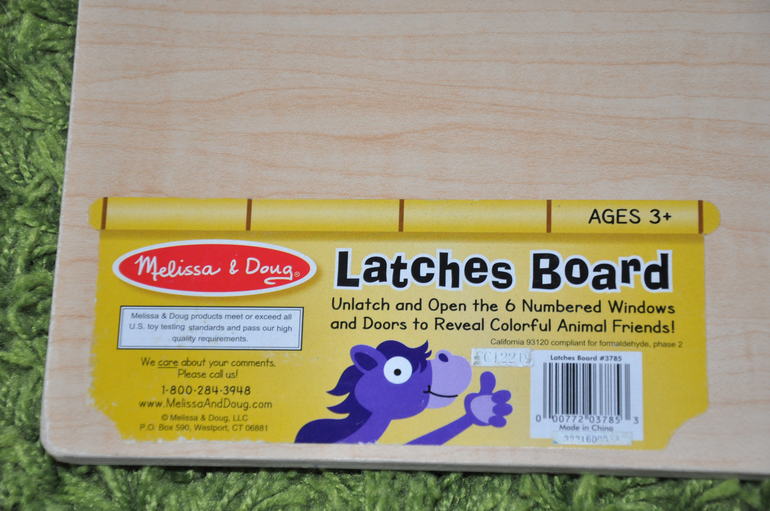 AGES 3+
Melissa & Doug®
Latches Board
Unlatch and Open the 6 Numbered Windows
and Doors to Reveal Colorful Animal Friends!
California 93120 compliant for formaldehyde, phase 2
Melissa & Doug products meet or exceed all
U.S. toy testing standards and pass our high
quality requirements.
We care about your comments.
Please call us!
1-800-284-3948
www.MelissaAndDoug.com
© Melissa & Doug, LLC
P.O. Box 590, Westport, CT 06881
Latches Board #3785
0 00772 03785 3
Made in China